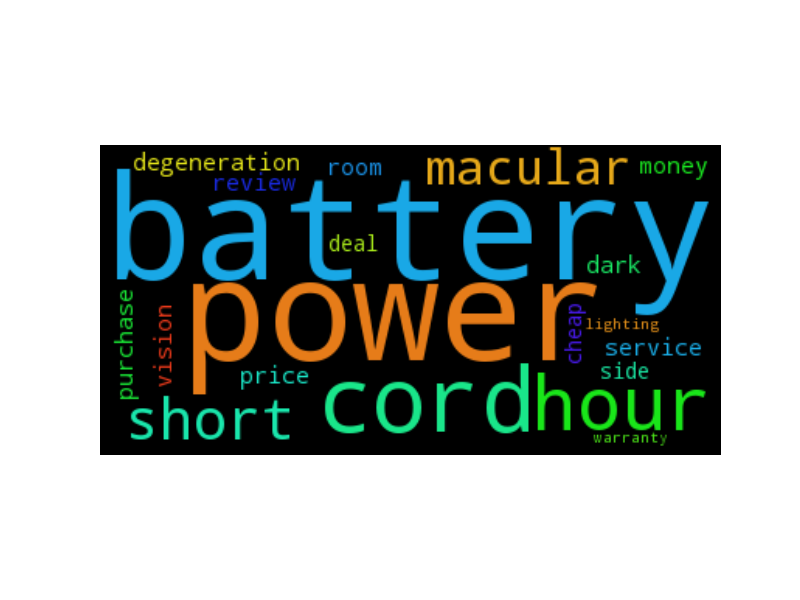 degeneration
review
room
macular
money
battery
deal
dark
power
purchase
vision
cheap
lighting
service
price
side
short
cord
hour
warranty